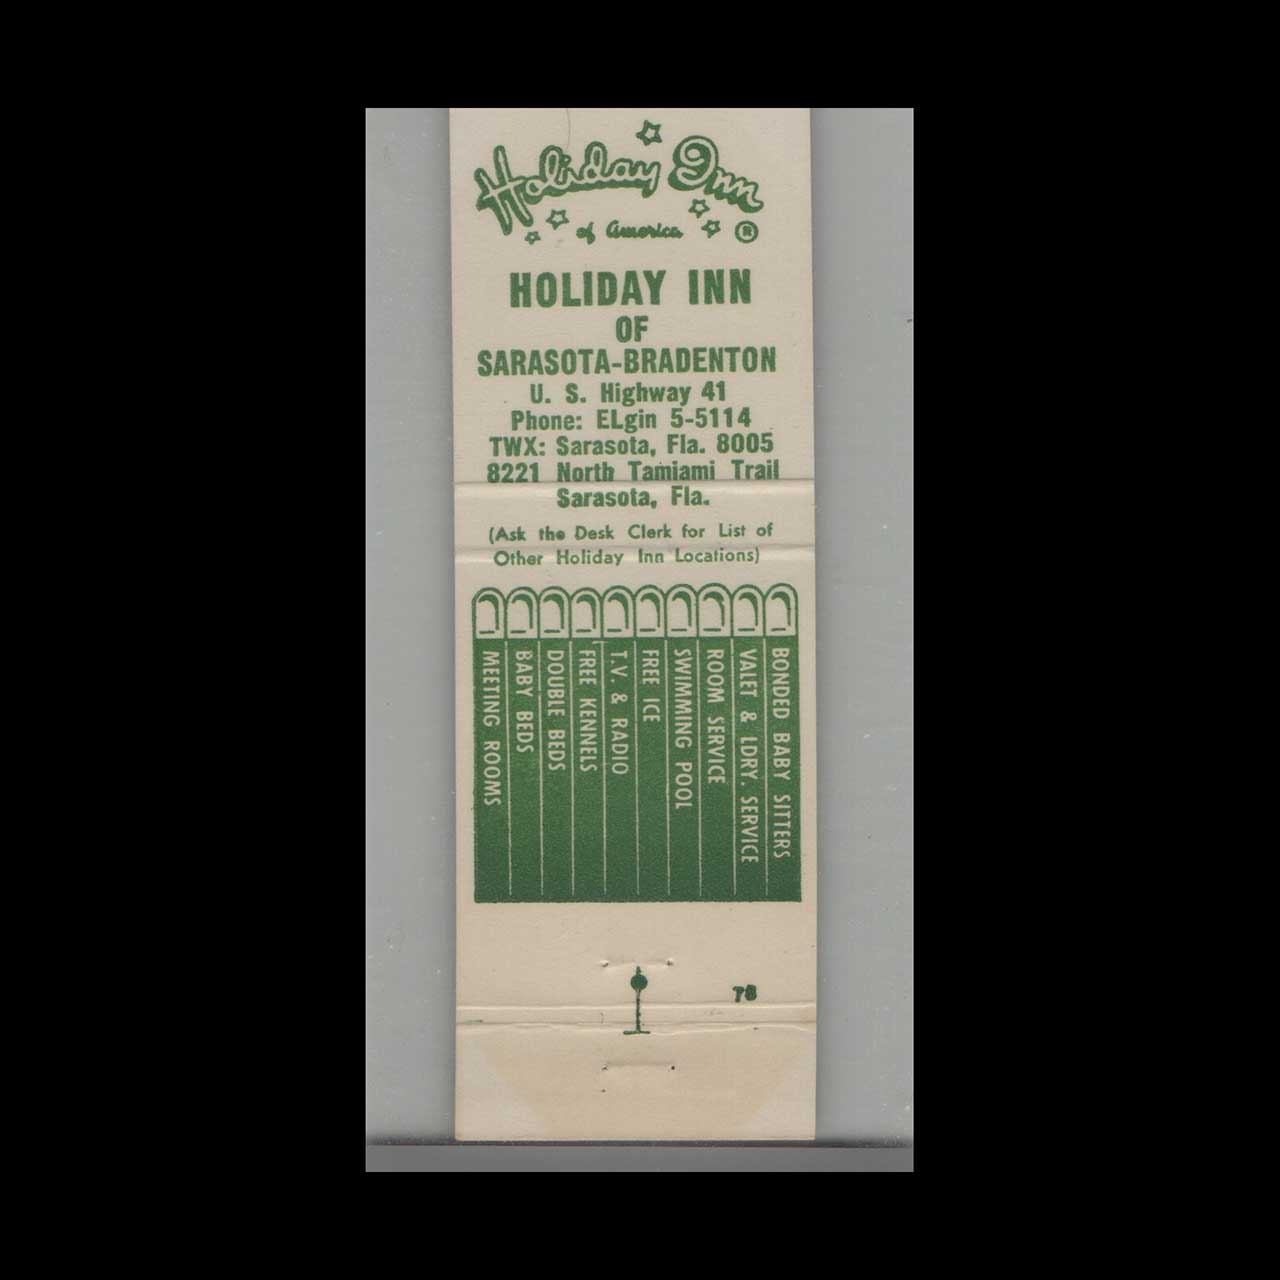 Holiday Inn
of America
®
HOLIDAY INN
OF
SARASOTA-BRADENTON
U. S. Highway 41
Phone: ELgin 5-5114
TWX: Sarasota, Fla. 8005
8221 North Tamiami Trail
Sarasota, Fla.
(Ask the Desk Clerk for List of
Other Holiday Inn Locations)
BONDED BABY SITTERS
VALET & LDRY. SERVICE
ROOM SERVICE
SWIMMING POOL
FREE ICE
T.V. & RADIO
FREE KENNELS
DOUBLE BEDS
BABY BEDS
MEETING ROOMS